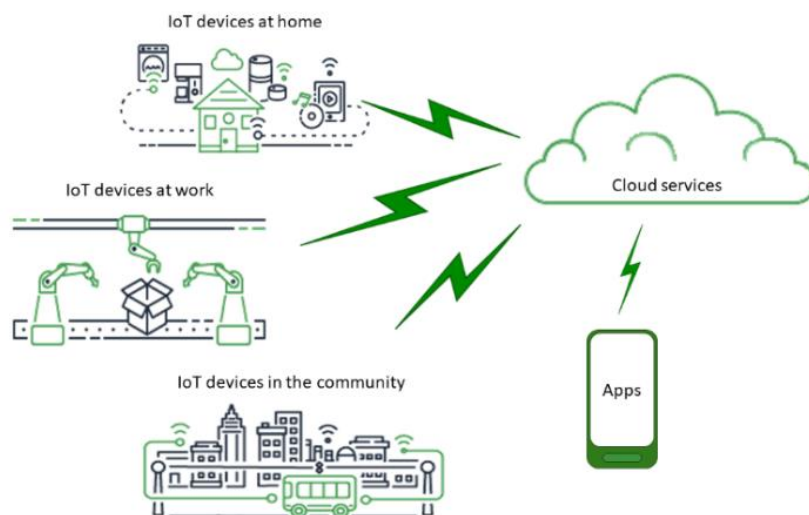 IoT devices at home
Cloud services
IoT devices at work
Apps
IoT devices in the community